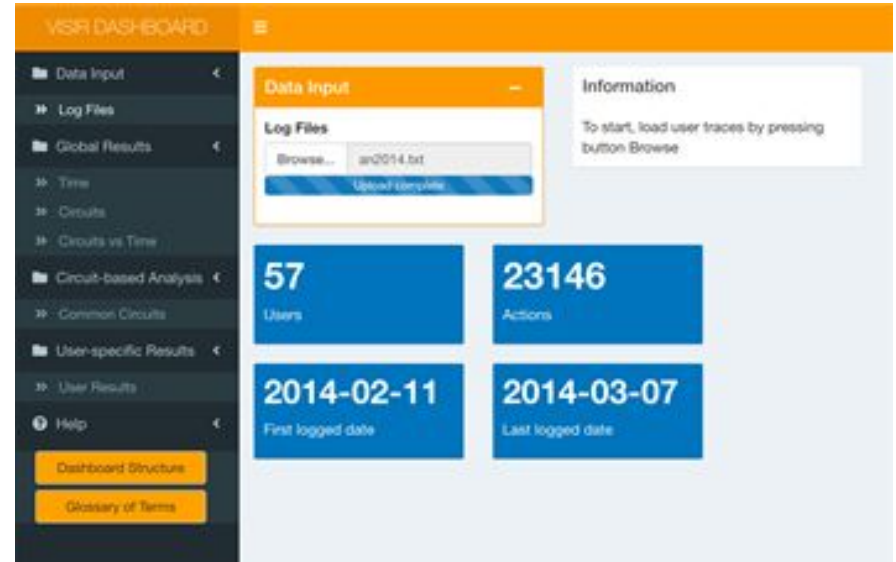 VISIR DASHBOARD
Data Input
Log Files
Global Results
Time
Circuits
Circuits vs Time
Circuit-based Analysis
Common Circuits
User-specific Results
User Results
Help
Dashboard Structure
Glossary of Terms
Data Input
Log Files
Browse... an2014.txt
Upload complete
Information
To start, load user traces by pressing
button Browse
57
Users
23146
Actions
2014-02-11
First logged date
2014-03-07
Last logged date